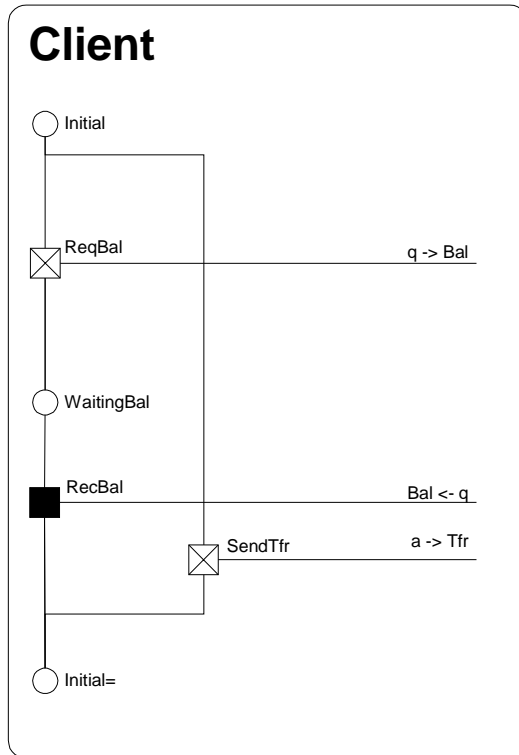 Client
Initial
ReqBal
q -> Bal
WaitingBal
RecBal
Bal <- q
SendTfr
a -> Tfr
Initial=